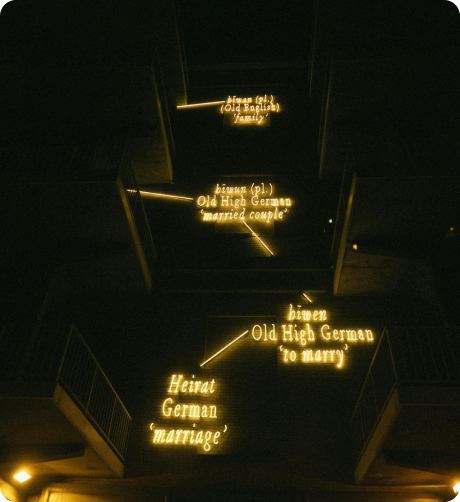 hīwan (pl.)
(Old English)
‘family’
hīwun (pl.)
Old High German
‘married couple’
hīwen
Old High German
‘to marry’
Heirat
German
‘marriage’